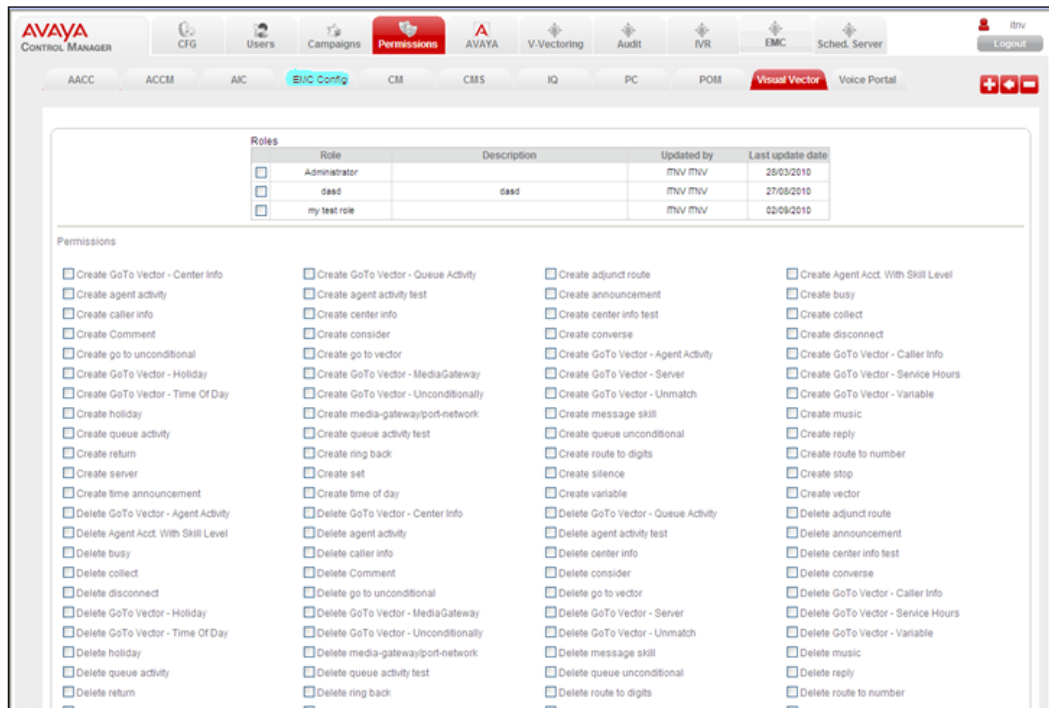 AVAYA
CONTROL MANAGER
CFG Users Campaigns Permissions AVAYA V-Vectoring Audit IVR EMC Sched. Server
itnv
Logout
AACC ACCM AIC EMC Config CM CMS IQ PC POM Visual Vector Voice Portal
Roles
Role Description Updated by Last update date
Administrator ITNV ITNV 28/03/2010
dasd dasd ITNV ITNV 27/08/2010
my test role ITNV ITNV 02/09/2010
Permissions
Create GoTo Vector - Center Info Create GoTo Vector - Queue Activity Create adjunct route Create Agent Acct. With Skill Level
Create agent activity Create agent activity test Create announcement Create busy
Create caller info Create center info Create center info test Create collect
Create Comment Create consider Create converse Create disconnect
Create go to unconditional Create go to vector Create GoTo Vector - Agent Activity Create GoTo Vector - Caller Info
Create GoTo Vector - Holiday Create GoTo Vector - MediaGateway Create GoTo Vector - Server Create GoTo Vector - Service Hours
Create GoTo Vector - Time Of Day Create GoTo Vector - Unconditionally Create GoTo Vector - Unmatch Create GoTo Vector - Variable
Create holiday Create media-gateway/port-network Create message skill Create music
Create queue activity Create queue activity test Create queue unconditional Create reply
Create return Create ring back Create route to digits Create route to number
Create server Create set Create silence Create stop
Create time announcement Create time of day Create variable Create vector
Delete GoTo Vector - Agent Activity Delete GoTo Vector - Center Info Delete GoTo Vector - Queue Activity Delete adjunct route
Delete Agent Acct. With Skill Level Delete agent activity Delete agent activity test Delete announcement
Delete busy Delete caller info Delete center info Delete center info test
Delete collect Delete Comment Delete consider Delete converse
Delete disconnect Delete go to unconditional Delete go to vector Delete GoTo Vector - Caller Info
Delete GoTo Vector - Holiday Delete GoTo Vector - MediaGateway Delete GoTo Vector - Server Delete GoTo Vector - Service Hours
Delete GoTo Vector - Time Of Day Delete GoTo Vector - Unconditionally Delete GoTo Vector - Unmatch Delete GoTo Vector - Variable
Delete holiday Delete media-gateway/port-network Delete message skill Delete music
Delete queue activity Delete queue activity test Delete queue unconditional Delete reply
Delete return Delete ring back Delete route to digits Delete route to number